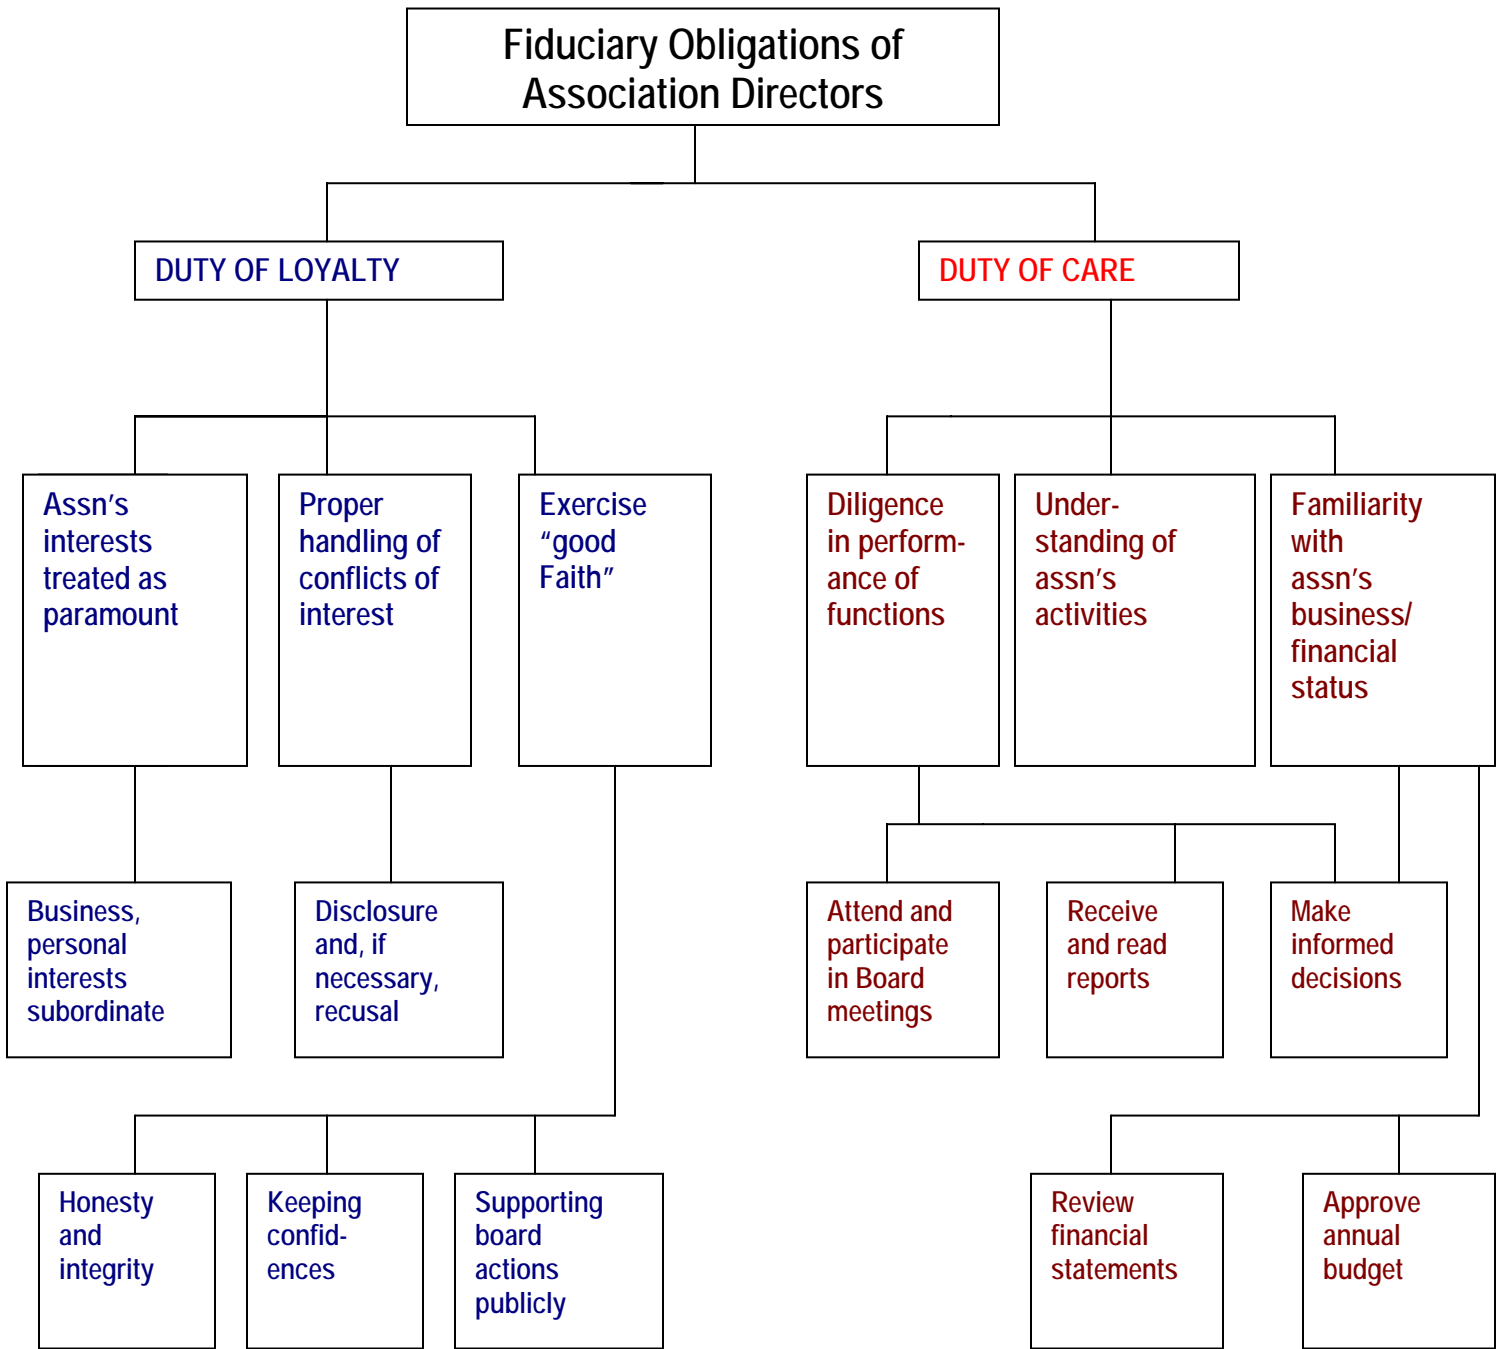 Fiduciary Obligations of
Association Directors
DUTY OF LOYALTY
DUTY OF CARE
Assn's
interests
treated as
paramount
Proper
handling of
conflicts of
interest
Exercise
“good
Faith”
Diligence
in perform-
ance of
functions
Under-
standing of
assn's
activities
Familiarity
with
assn's
business/
financial
status
Business,
personal
interests
subordinate
Disclosure
and, if
necessary,
recusal
Attend and
participate
in Board
meetings
Receive
and read
reports
Make
informed
decisions
Honesty
and
integrity
Keeping
confid-
ences
Supporting
board
actions
publicly
Review
financial
statements
Approve
annual
budget